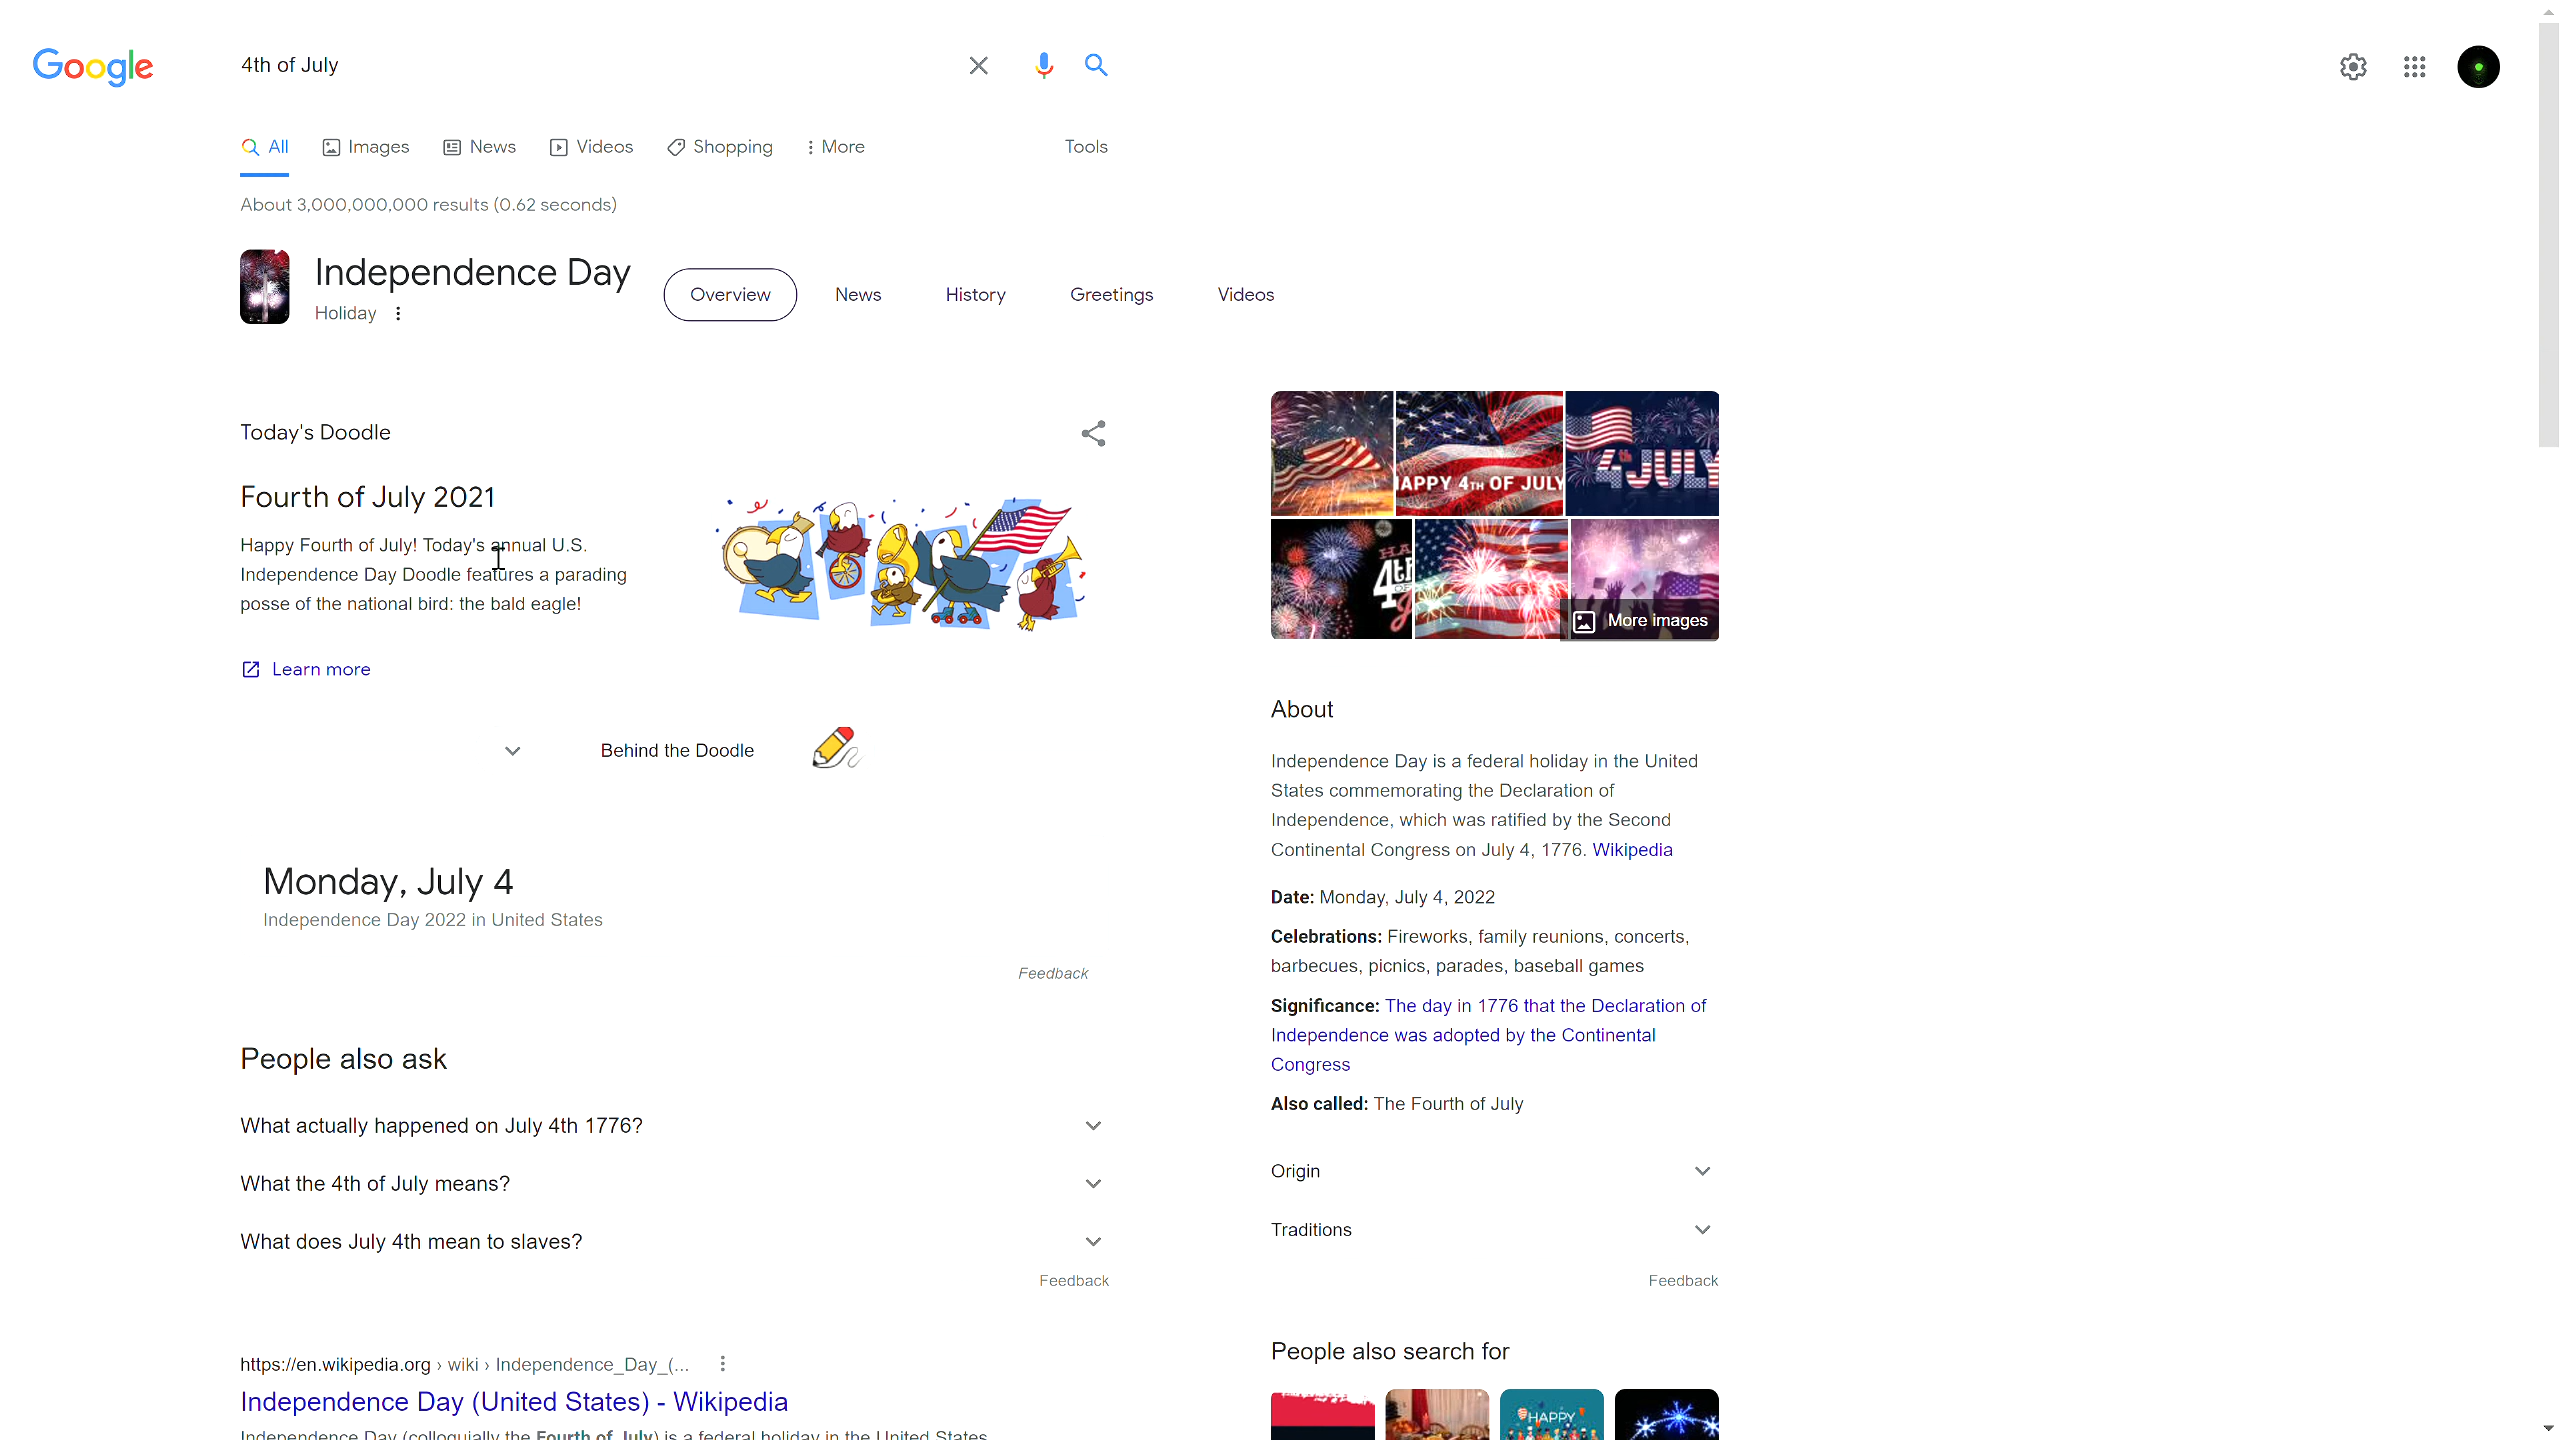 Google
4th of July
All
Images
News
Videos
Shopping
More
Tools
About 3,000,000,000 results (0.62 seconds)
Independence Day
Holiday
Overview
News
History
Greetings
Videos
Today's Doodle
Fourth of July 2021
Happy Fourth of July! Today's annual U.S.
Independence Day Doodle features a parading
posse of the national bird: the bald eagle!
Learn more
Behind the Doodle
Monday, July 4
Independence Day 2022 in United States
Feedback
People also ask
What actually happened on July 4th 1776?
What the 4th of July means?
What does July 4th mean to slaves?
Feedback
https://en.wikipedia.org › wiki › Independence_Day_(...
Independence Day (United States) - Wikipedia
Independence Day (colloquially the Fourth of July) is a federal holiday in the United States
APPY 4TH OF JULY
4th
JULY
HA
4th
OF
More images
About
Independence Day is a federal holiday in the United
States commemorating the Declaration of
Independence, which was ratified by the Second
Continental Congress on July 4, 1776. Wikipedia
Date: Monday, July 4, 2022
Celebrations: Fireworks, family reunions, concerts,
barbecues, picnics, parades, baseball games
Significance: The day in 1776 that the Declaration of
Independence was adopted by the Continental
Congress
Also called: The Fourth of July
Origin
Traditions
Feedback
People also search for
HAPPY